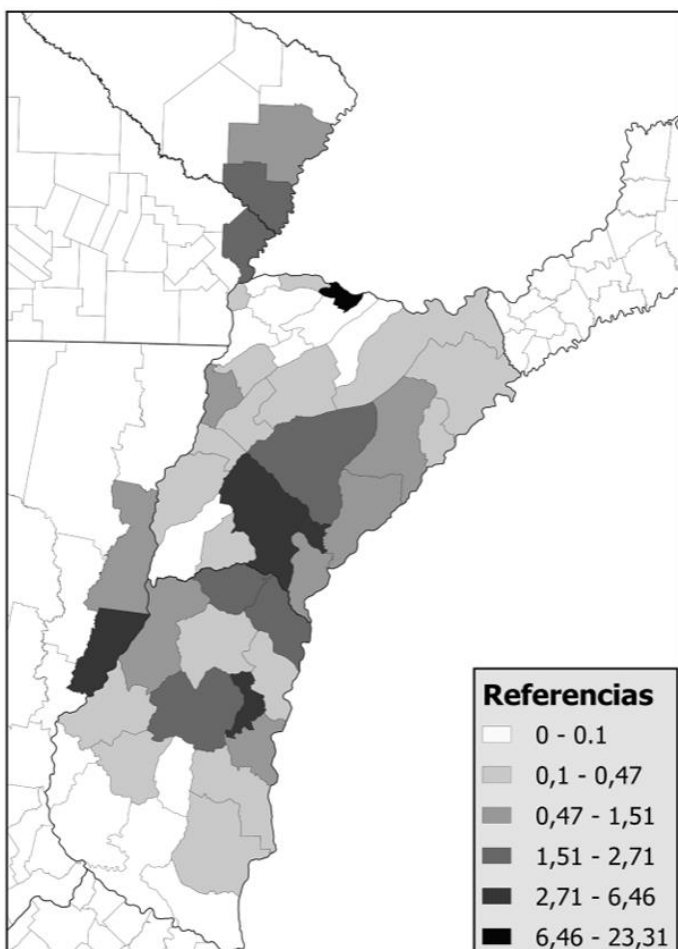 Referencias
0 - 0.1
0,1 - 0,47
0,47 - 1,51
1,51 - 2,71
2,71 - 6,46
6,46 - 23,31